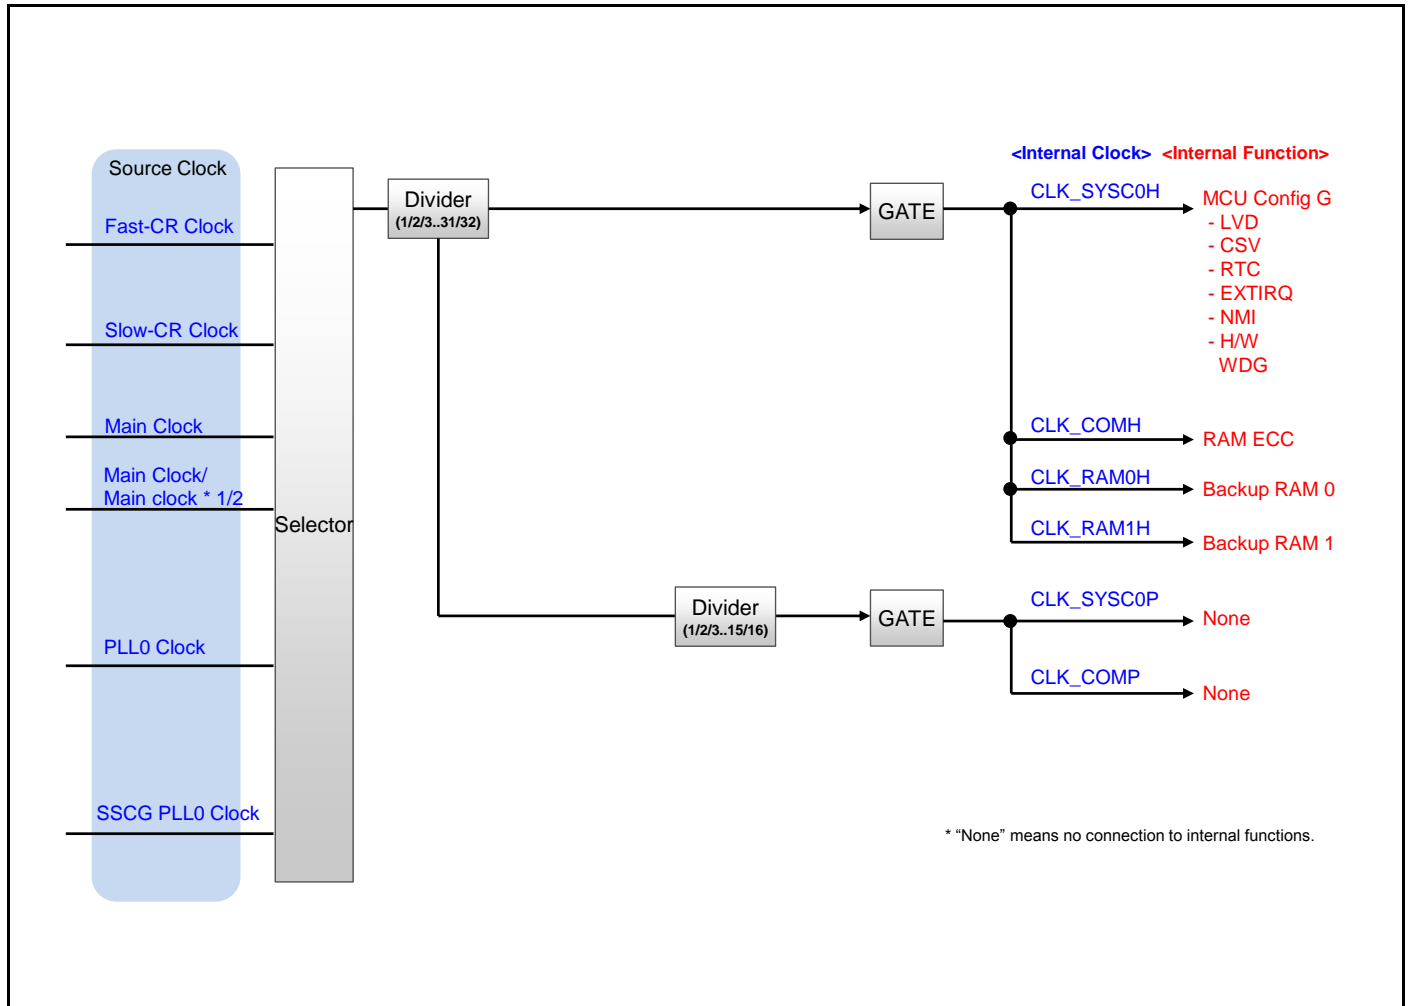 Source Clock
Fast-CR Clock
Slow-CR Clock
Main Clock
Main Clock/
Main clock * 1/2
PLL0 Clock
SSCG PLL0 Clock
Selector
Divider
(1/2/3..31/32)
GATE
Divider
(1/2/3..15/16)
GATE
<Internal Clock> <Internal Function>
CLK_SYSC0H
MCU Config G
- LVD
- CSV
- RTC
- EXTIRQ
- NMI
- H/W
WDG
CLK_COMH
RAM ECC
CLK_RAM0H
Backup RAM 0
CLK_RAM1H
Backup RAM 1
CLK_SYSC0P
None
CLK_COMP
None
* “None” means no connection to internal functions.